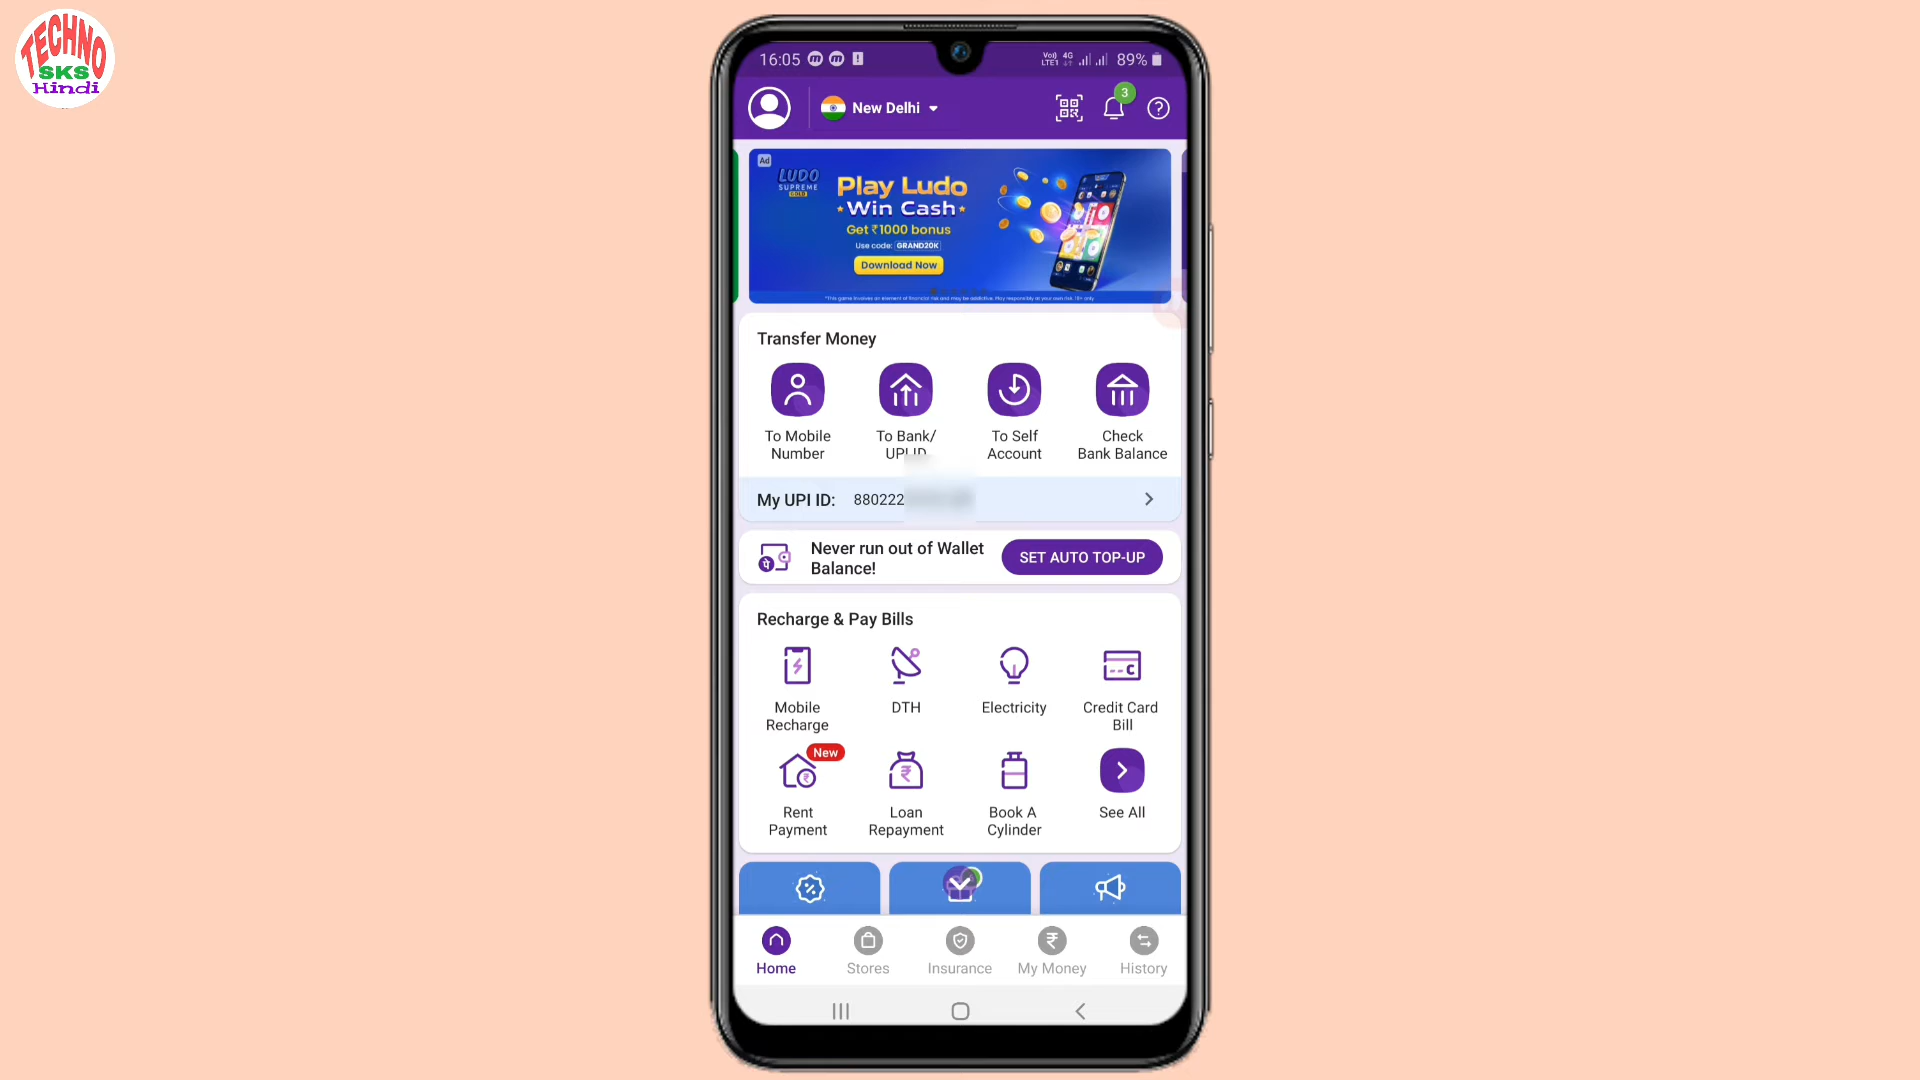 TECHNO
SKS
Hindi
16:05
Vo)) 4G
LTE1
89%
New Delhi
3
Ad
LUDO
SUPREME
GOLD
Play Ludo
Win Cash
Get ₹1000 bonus
Use code: GRAND20K
Download Now
*This game involves an element of financial risk and may be addictive. Play responsibly at your own risk. 18+ only.
Transfer Money
To Mobile
Number
To Bank/
UPI ID
To Self
Account
Check
Bank Balance
My UPI ID: 880222
पे
Never run out of Wallet
Balance!
SET AUTO TOP-UP
Recharge & Pay Bills
Mobile
Recharge
DTH
Electricity
Credit Card
Bill
New
Rent
Payment
Loan
Repayment
Book A
Cylinder
See All
Home
Stores
Insurance
My Money
History